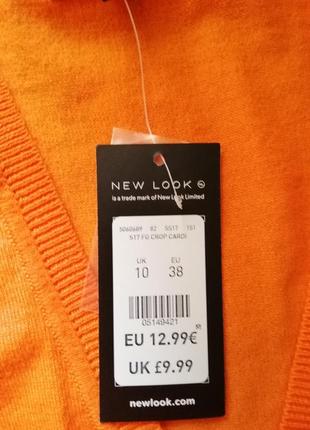 NEW LOOK
is a trade mark of New Look Limited
5060689 82 SS17 151
S17 FG CROP CARDI
UK EU
10 38
05149421
EU 12.99€
UK £9.99
newlook.com